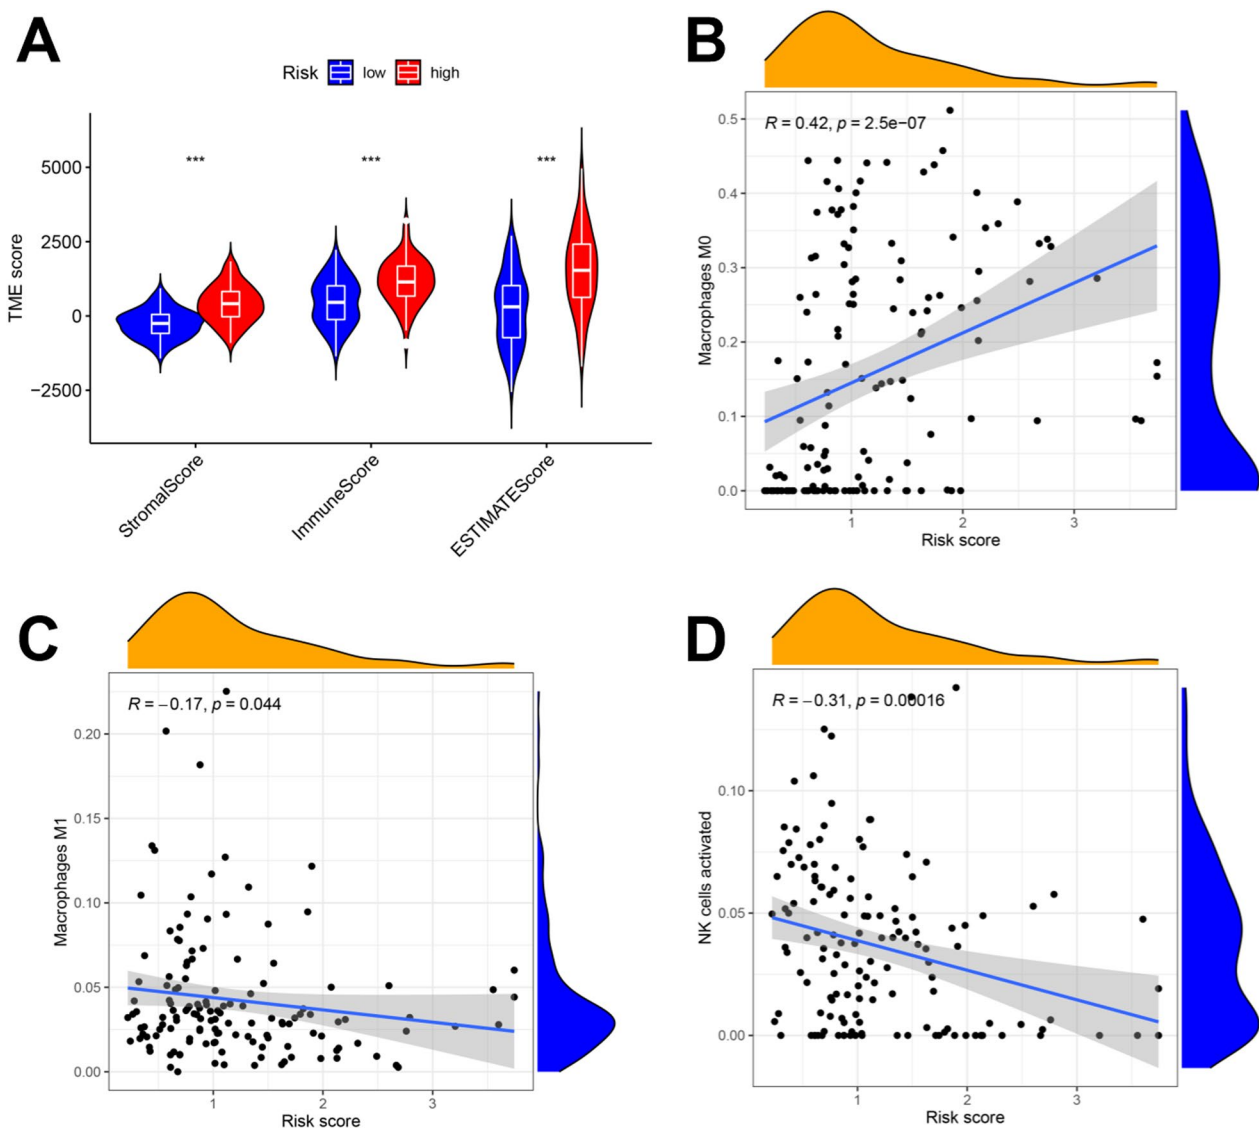 A
Risk low high
TME score
5000
2500
0
−2500
*** *** ***
StromalScore
ImmuneScore
ESTIMATEScore
B
R = 0.42, p = 2.5e−07
Macrophages M0
0.5
0.4
0.3
0.2
0.1
0.0
1 2 3
Risk score
C
R = −0.17, p = 0.044
Macrophages M1
0.20
0.15
0.10
0.05
0.00
1 2 3
Risk score
D
R = −0.31, p = 0.00016
NK cells activated
0.10
0.05
0.00
1 2 3
Risk score